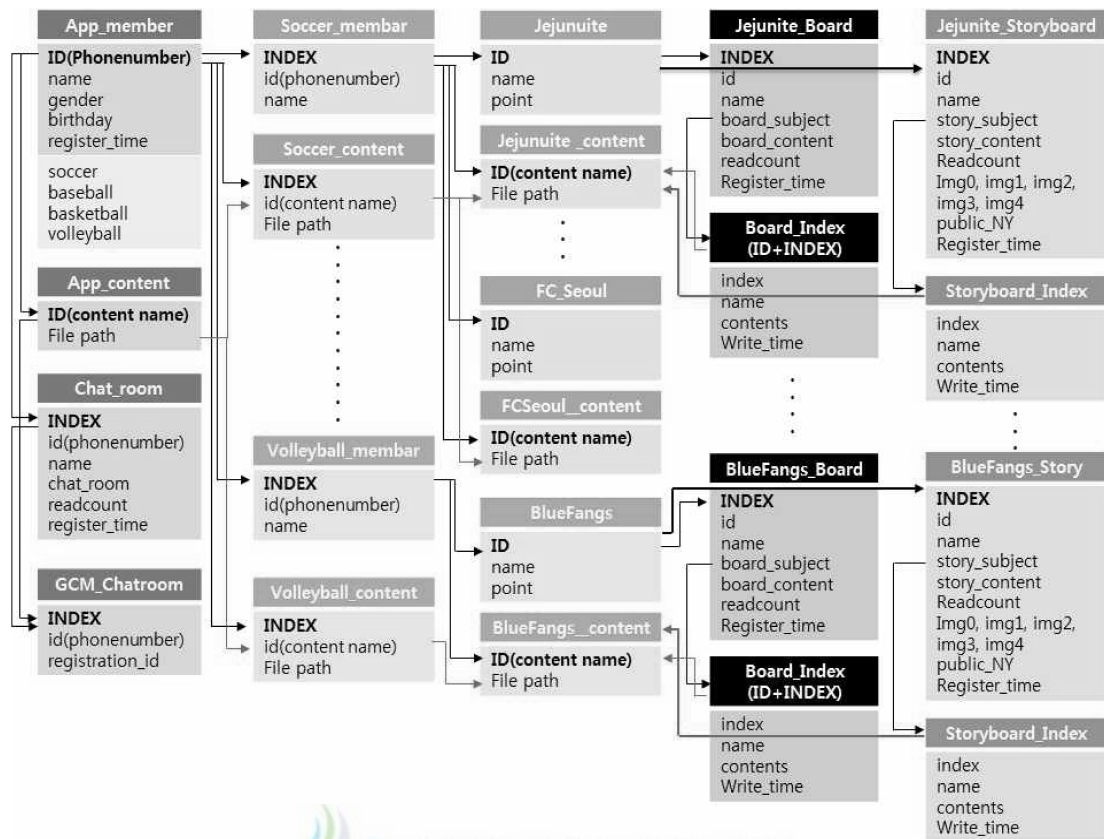 App_member
ID(Phonenumber)
name
gender
birthday
register_time
soccer
baseball
basketball
volleyball
App_content
ID(content name)
File path
Chat_room
INDEX
id(phonenumber)
name
chat_room
readcount
register_time
GCM_Chatroom
INDEX
id(phonenumber)
registration_id
Soccer_membar
INDEX
id(phonenumber)
name
Soccer_content
INDEX
id(content name)
File path
Volleyball_membar
INDEX
id(phonenumber)
name
Volleyball_content
INDEX
id(content name)
File path
Jejunuite
ID
name
point
Jejunuite _content
ID(content name)
File path
FC_Seoul
ID
name
point
FCSeoul__content
ID(content name)
File path
BlueFangs
ID
name
point
BlueFangs__content
ID(content name)
File path
Jejunite_Board
INDEX
id
name
board_subject
board_content
readcount
Register_time
Board_Index
(ID+INDEX)
index
name
contents
Write_time
BlueFangs_Board
INDEX
id
name
board_subject
board_content
readcount
Register_time
Board_Index
(ID+INDEX)
index
name
contents
Write_time
Jejunite_Storyboard
INDEX
id
name
story_subject
story_content
Readcount
Img0, img1, img2,
img3, img4
public_NY
Register_time
Storyboard_Index
index
name
contents
Write_time
BlueFangs_Story
INDEX
id
name
story_subject
story_content
Readcount
Img0, img1, img2,
img3, img4
public_NY
Register_time
Storyboard_Index
index
name
contents
Write_time